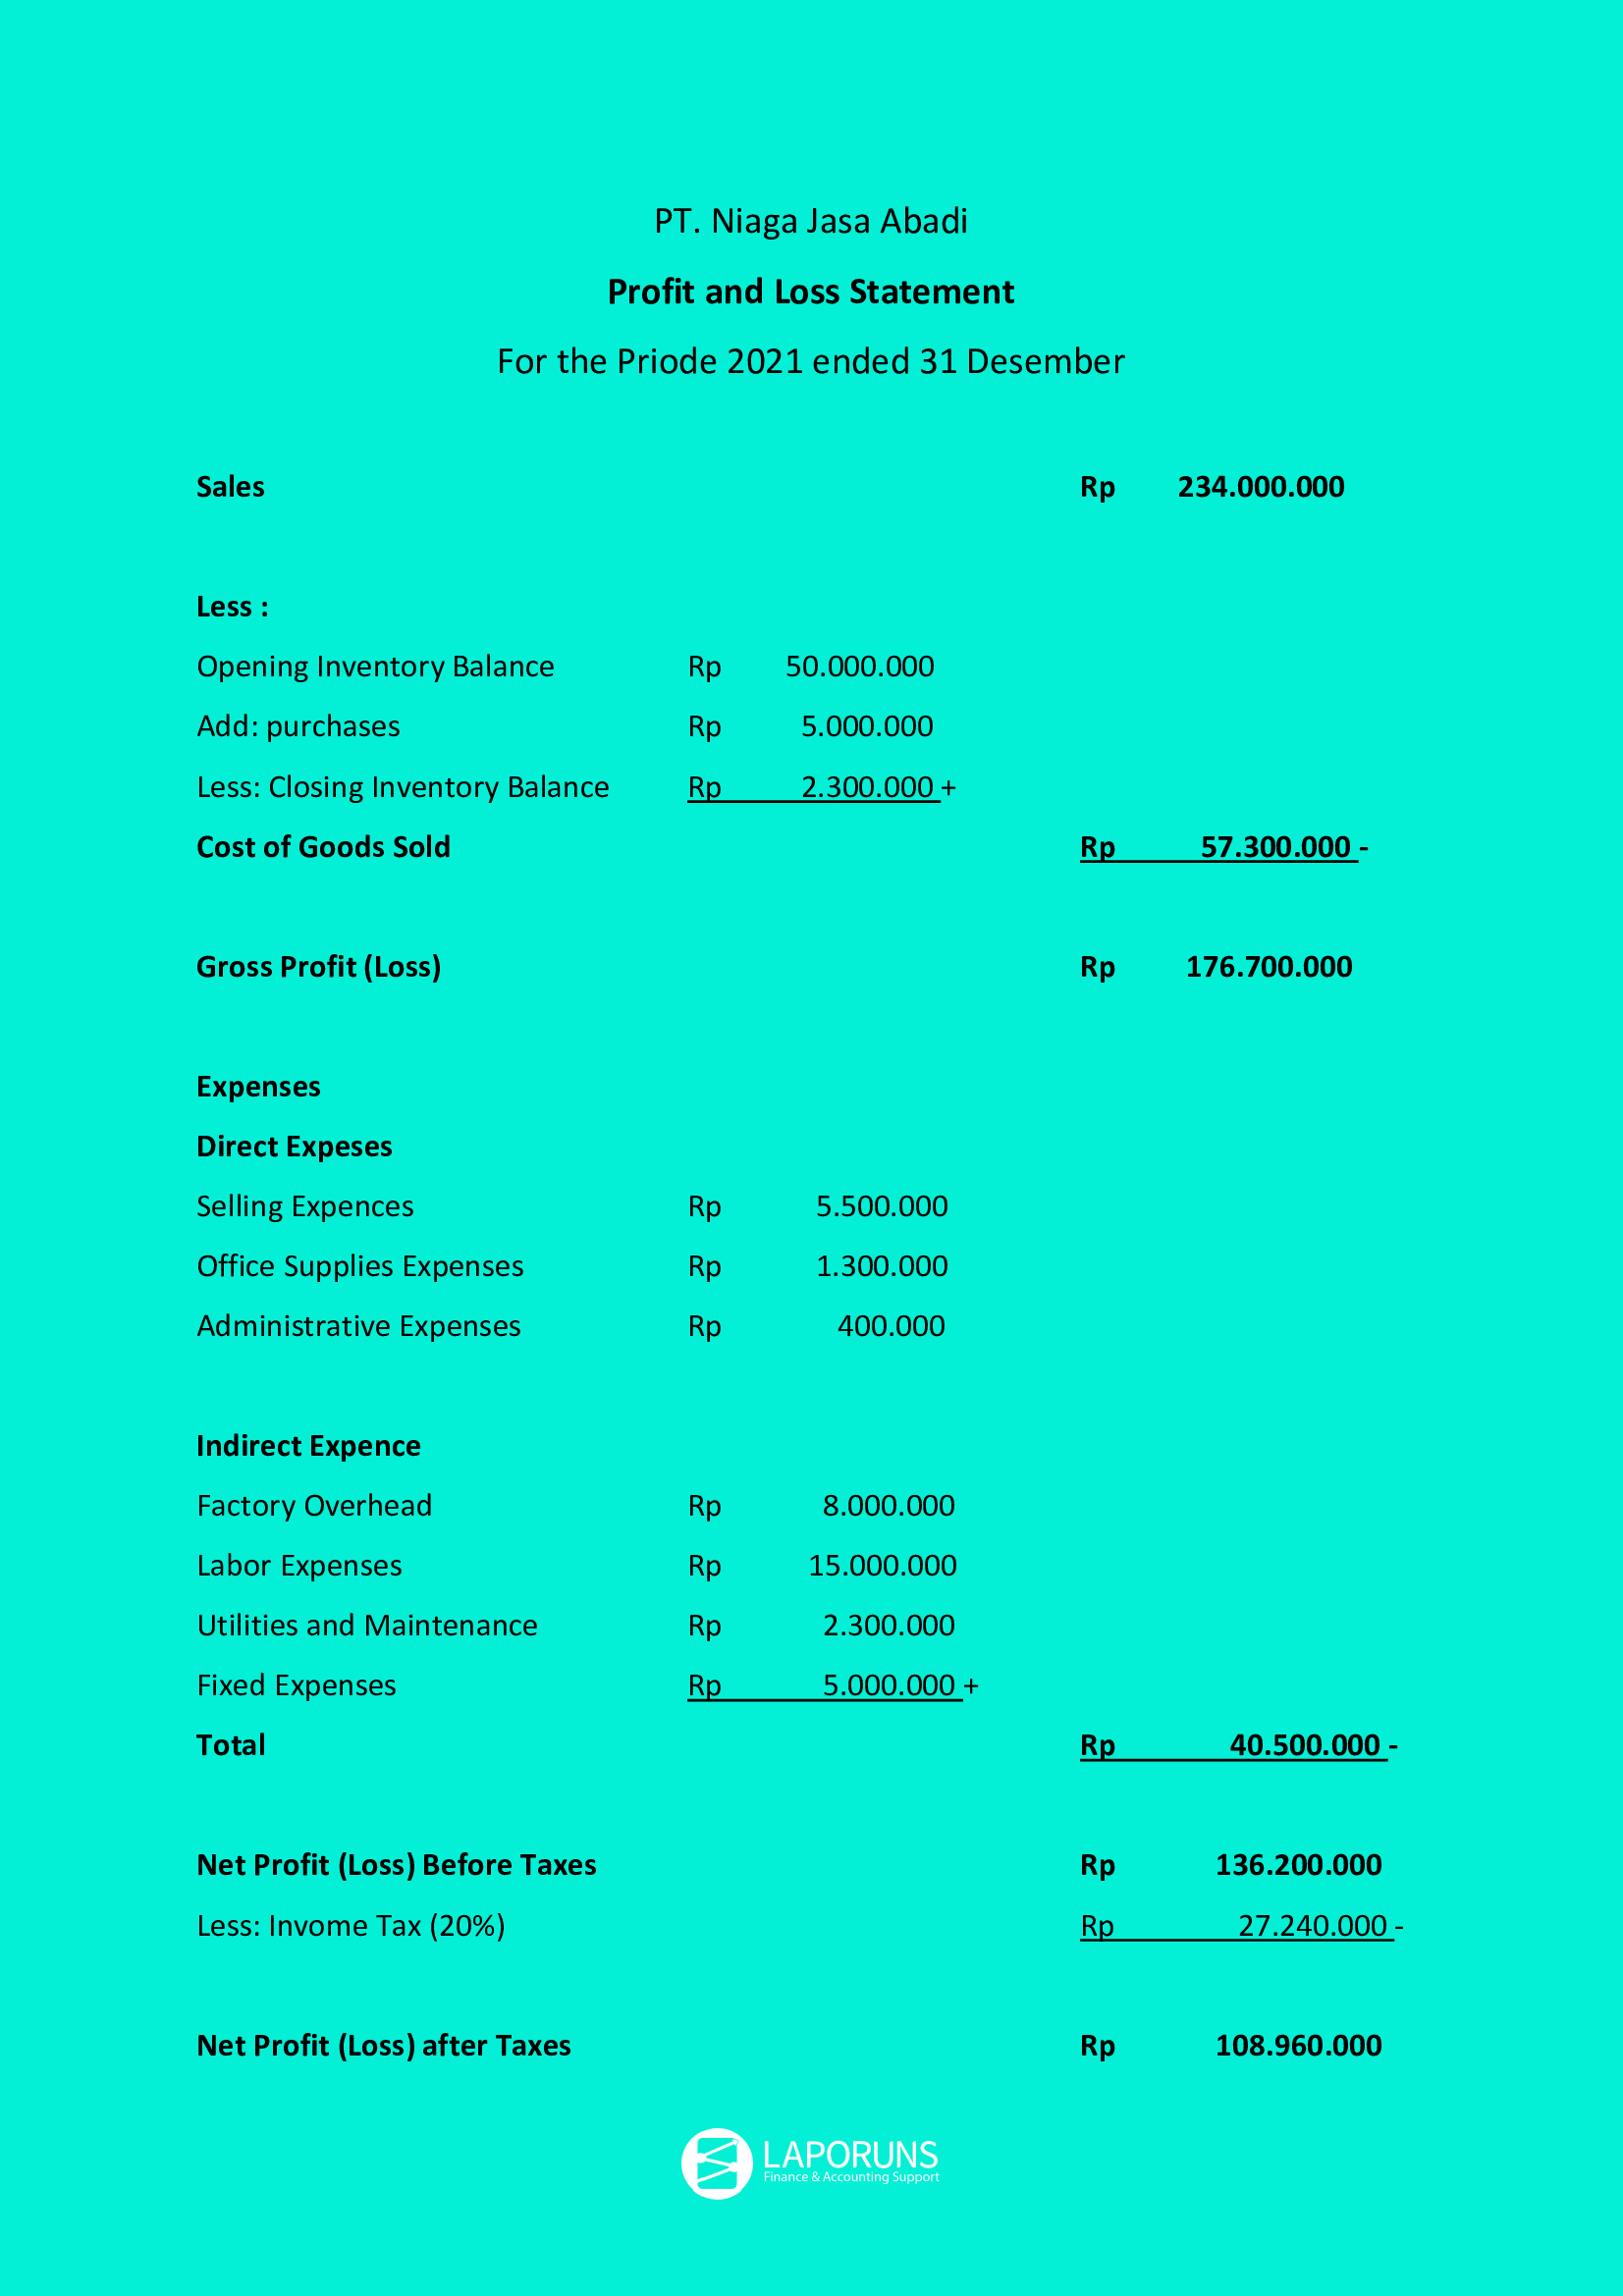 PT. Niaga Jasa Abadi
Profit and Loss Statement
For the Priode 2021 ended 31 Desember
Sales Rp 234.000.000
Less :
Opening Inventory Balance Rp 50.000.000
Add: purchases Rp 5.000.000
Less: Closing Inventory Balance Rp 2.300.000 +
Cost of Goods Sold Rp 57.300.000 -
Gross Profit (Loss) Rp 176.700.000
Expenses
Direct Expeses
Selling Expences Rp 5.500.000
Office Supplies Expenses Rp 1.300.000
Administrative Expenses Rp 400.000
Indirect Expence
Factory Overhead Rp 8.000.000
Labor Expenses Rp 15.000.000
Utilities and Maintenance Rp 2.300.000
Fixed Expenses Rp 5.000.000 +
Total Rp 40.500.000 -
Net Profit (Loss) Before Taxes Rp 136.200.000
Less: Invome Tax (20%) Rp 27.240.000 -
Net Profit (Loss) after Taxes Rp 108.960.000
LAPORUNS
Finance & Accounting Support